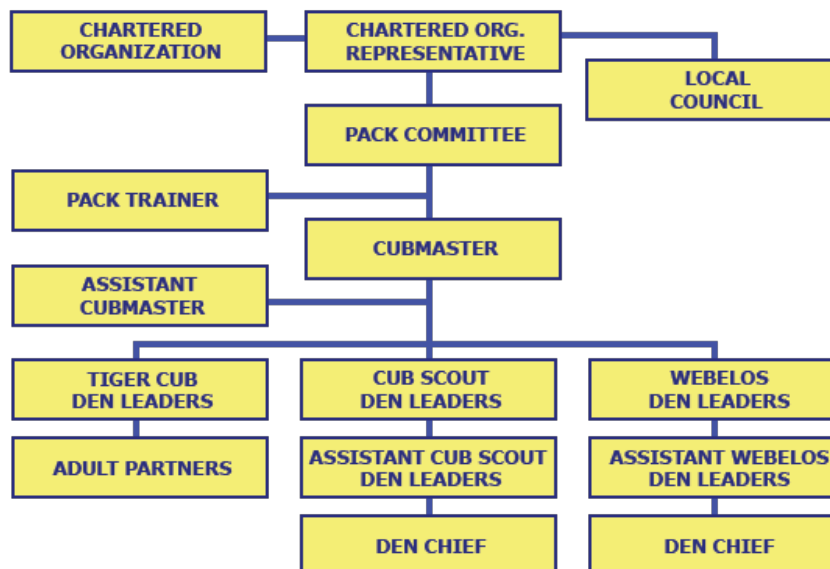 CHARTERED
ORGANIZATION
CHARTERED ORG.
REPRESENTATIVE
LOCAL
COUNCIL
PACK COMMITTEE
PACK TRAINER
CUBMASTER
ASSISTANT
CUBMASTER
TIGER CUB
DEN LEADERS
CUB SCOUT
DEN LEADERS
WEBELOS
DEN LEADERS
ADULT PARTNERS
ASSISTANT CUB SCOUT
DEN LEADERS
ASSISTANT WEBELOS
DEN LEADERS
DEN CHIEF
DEN CHIEF